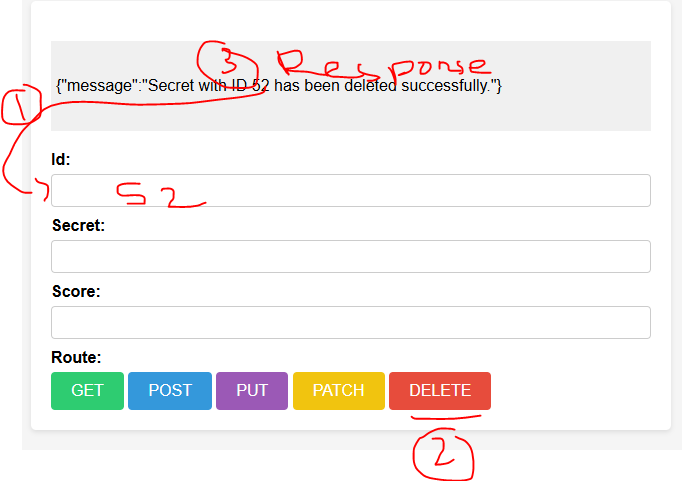 3 Response
{"message":"Secret with ID 52 has been deleted successfully."}
1
Id:
52
Secret:
Score:
Route:
GET POST PUT PATCH DELETE
2